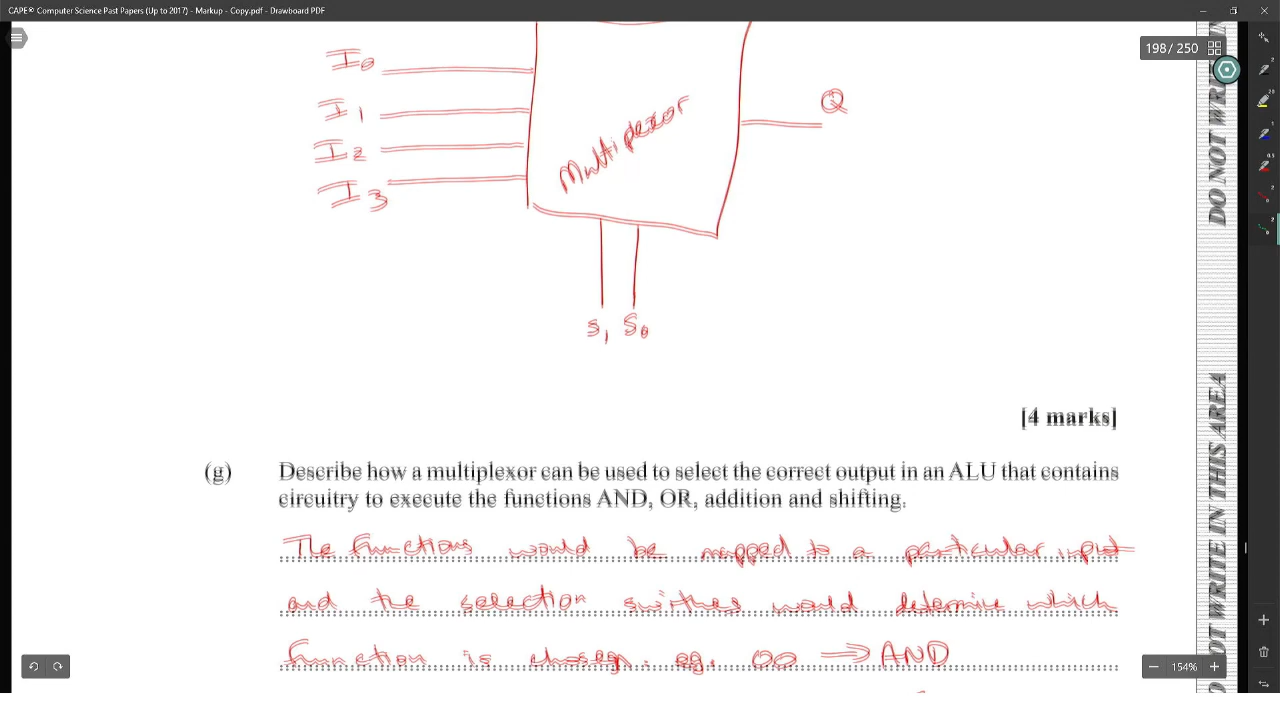 CAPE® Computer Science Past Papers (Up to 2017) - Markup - Copy.pdf - Drawboard PDF
198 / 250
I0
I1
I2
I3
Multiplexor
Q
S1 S0
[4 marks]
(g) Describe how a multiplexor can be used to select the correct output in an ALU that contains
circuitry to execute the functions AND, OR, addition and shifting.
The functions would be mapped to a particular input
and the selection switches would determine which
function is chosen. eg. 00 → AND
154%
DO NOT WRITE IN THIS AREA